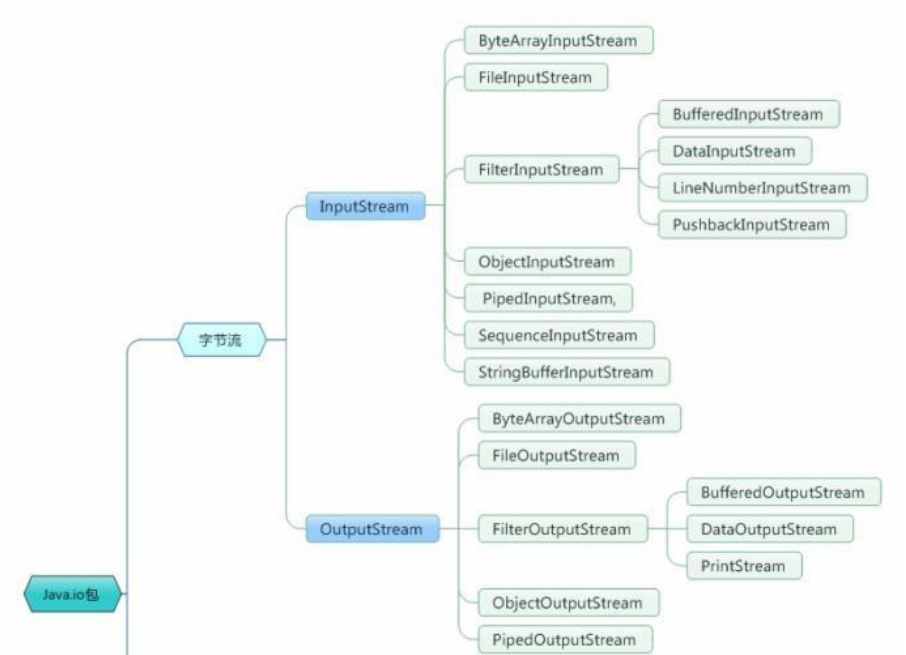 ByteArrayInputStream
FileInputStream
BufferedInputStream
DataInputStream
FilterInputStream
LineNumberInputStream
InputStream
PushbackInputStream
ObjectInputStream
PipedInputStream,
SequenceInputStream
字节流
StringBufferInputStream
ByteArrayOutputStream
FileOutputStream
BufferedOutputStream
OutputStream
FilterOutputStream
DataOutputStream
PrintStream
Java.io包
ObjectOutputStream
PipedOutputStream